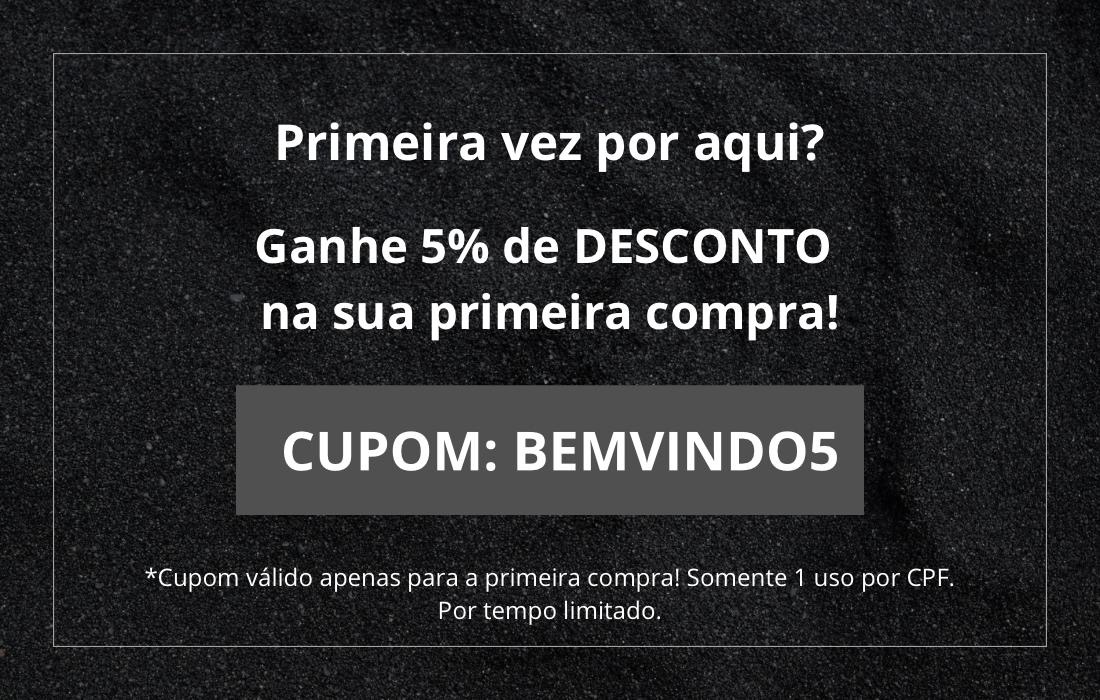 Primeira vez por aqui?
Ganhe 5% de DESCONTO
na sua primeira compra!
CUPOM: BEMVINDO5
*Cupom válido apenas para a primeira compra! Somente 1 uso por CPF.
Por tempo limitado.